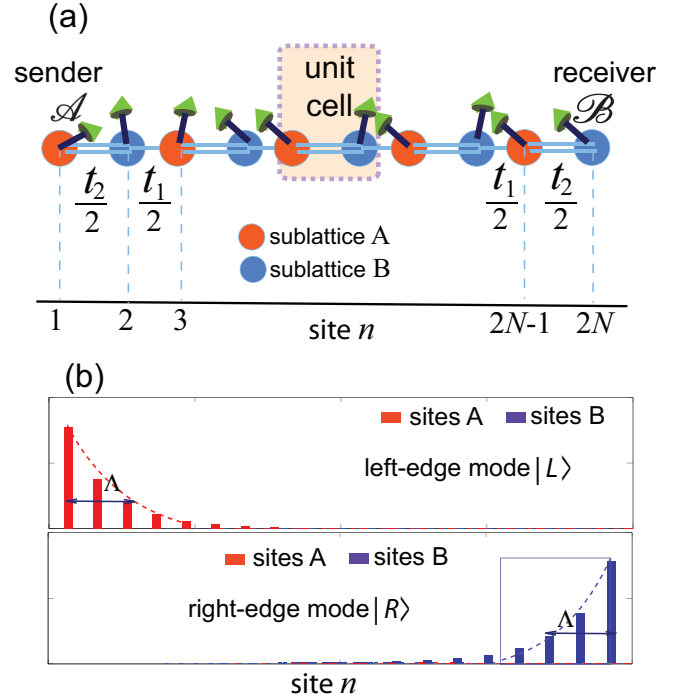 (a)
sender
𝒜
unit
cell
receiver
ℬ
t₂/2
t₁/2
t₁/2
t₂/2
sublattice A
sublattice B
1 2 3 site n 2N-1 2N
(b)
sites A sites B
left-edge mode|L⟩
Λ
sites A sites B
right-edge mode|R⟩
Λ
site n